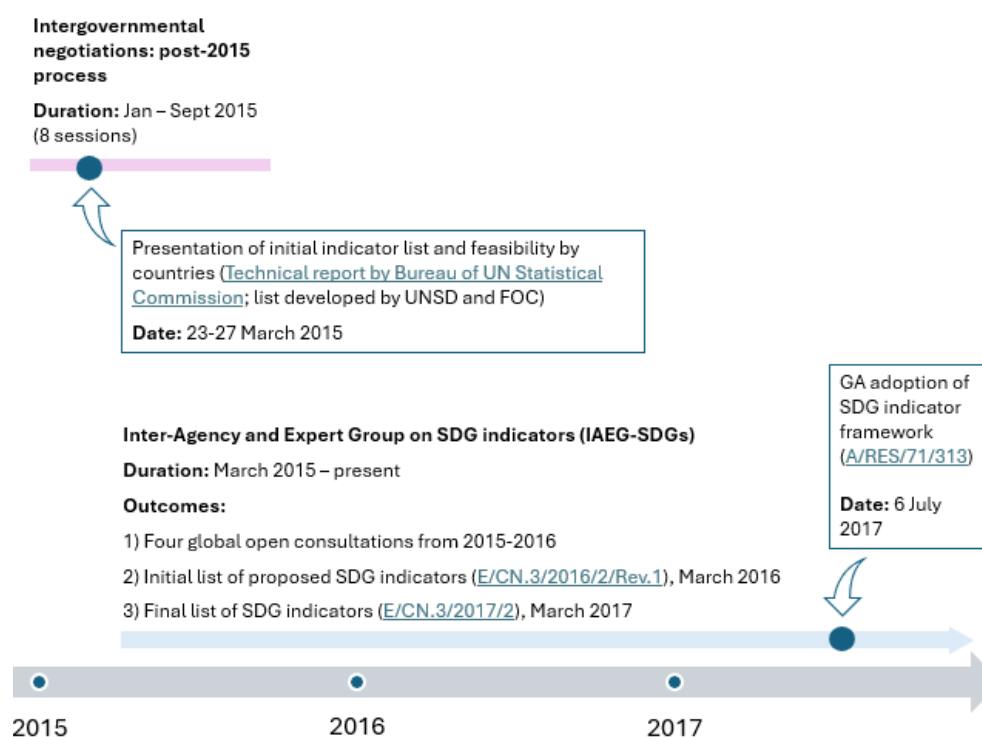 Intergovernmental
negotiations: post-2015
process
Duration: Jan – Sept 2015
(8 sessions)
Presentation of initial indicator list and feasibility by
countries (Technical report by Bureau of UN Statistical
Commission; list developed by UNSD and FOC)
Date: 23-27 March 2015
GA adoption of
SDG indicator
framework
(A/RES/71/313)
Date: 6 July
2017
Inter-Agency and Expert Group on SDG indicators (IAEG-SDGs)
Duration: March 2015 – present
Outcomes:
1) Four global open consultations from 2015-2016
2) Initial list of proposed SDG indicators (E/CN.3/2016/2/Rev.1), March 2016
3) Final list of SDG indicators (E/CN.3/2017/2), March 2017
2015
2016
2017